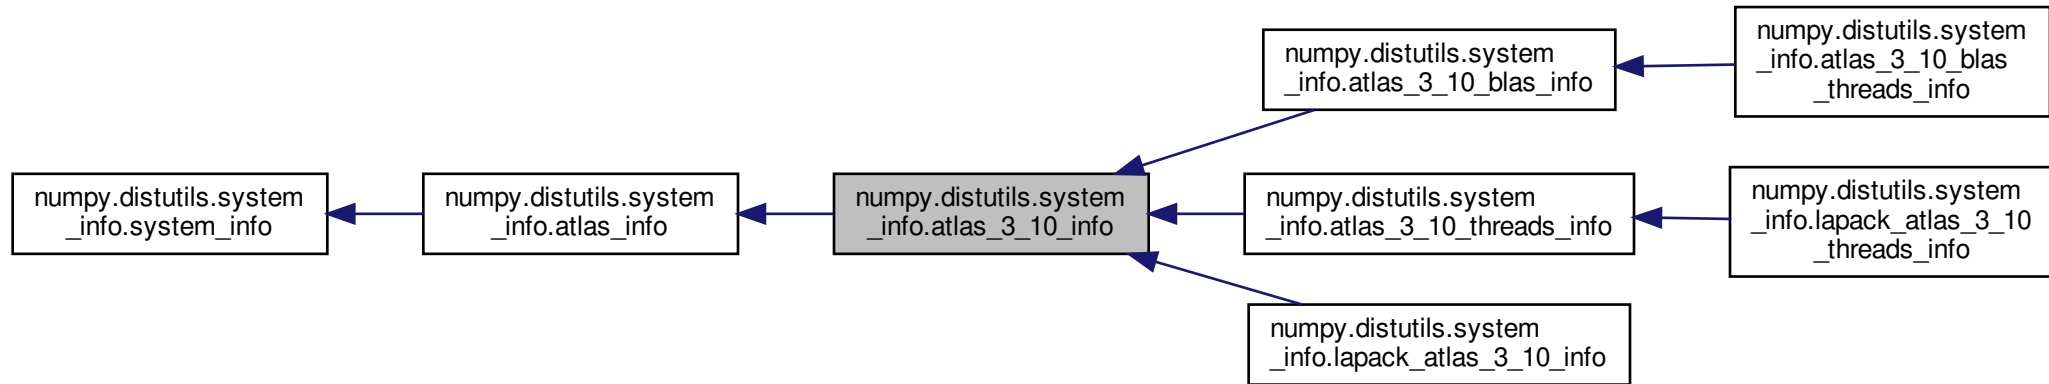 numpy.distutils.system
_info.system_info
numpy.distutils.system
_info.atlas_info
numpy.distutils.system
_info.atlas_3_10_info
numpy.distutils.system
_info.atlas_3_10_blas_info
numpy.distutils.system
_info.atlas_3_10_blas
_threads_info
numpy.distutils.system
_info.atlas_3_10_threads_info
numpy.distutils.system
_info.lapack_atlas_3_10
_threads_info
numpy.distutils.system
_info.lapack_atlas_3_10_info